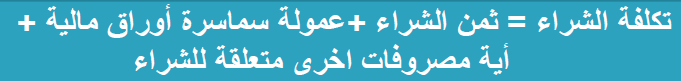 تكلفة الشراء = ثمن الشراء +عمولة سماسرة أوراق مالية +
أية مصروفات اخرى متعلقة للشراء